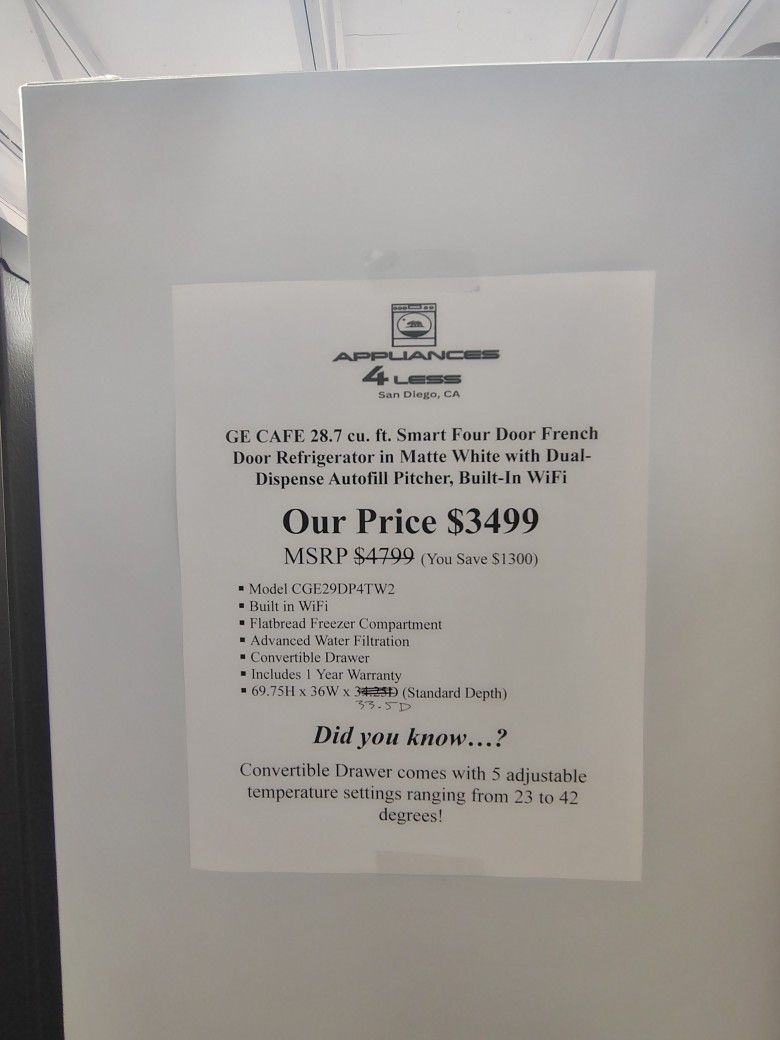 APPLIANCES
4 LESS
San Diego, CA
GE CAFE 28.7 cu. ft. Smart Four Door French
Door Refrigerator in Matte White with Dual-
Dispense Autofill Pitcher, Built-In WiFi
Our Price $3499
MSRP $4799 (You Save $1300)
▪ Model CGE29DP4TW2
▪ Built in WiFi
▪ Flatbread Freezer Compartment
▪ Advanced Water Filtration
▪ Convertible Drawer
▪ Includes 1 Year Warranty
▪ 69.75H x 36W x 34.25D (Standard Depth)
33.5D
Did you know…?
Convertible Drawer comes with 5 adjustable
temperature settings ranging from 23 to 42
degrees!